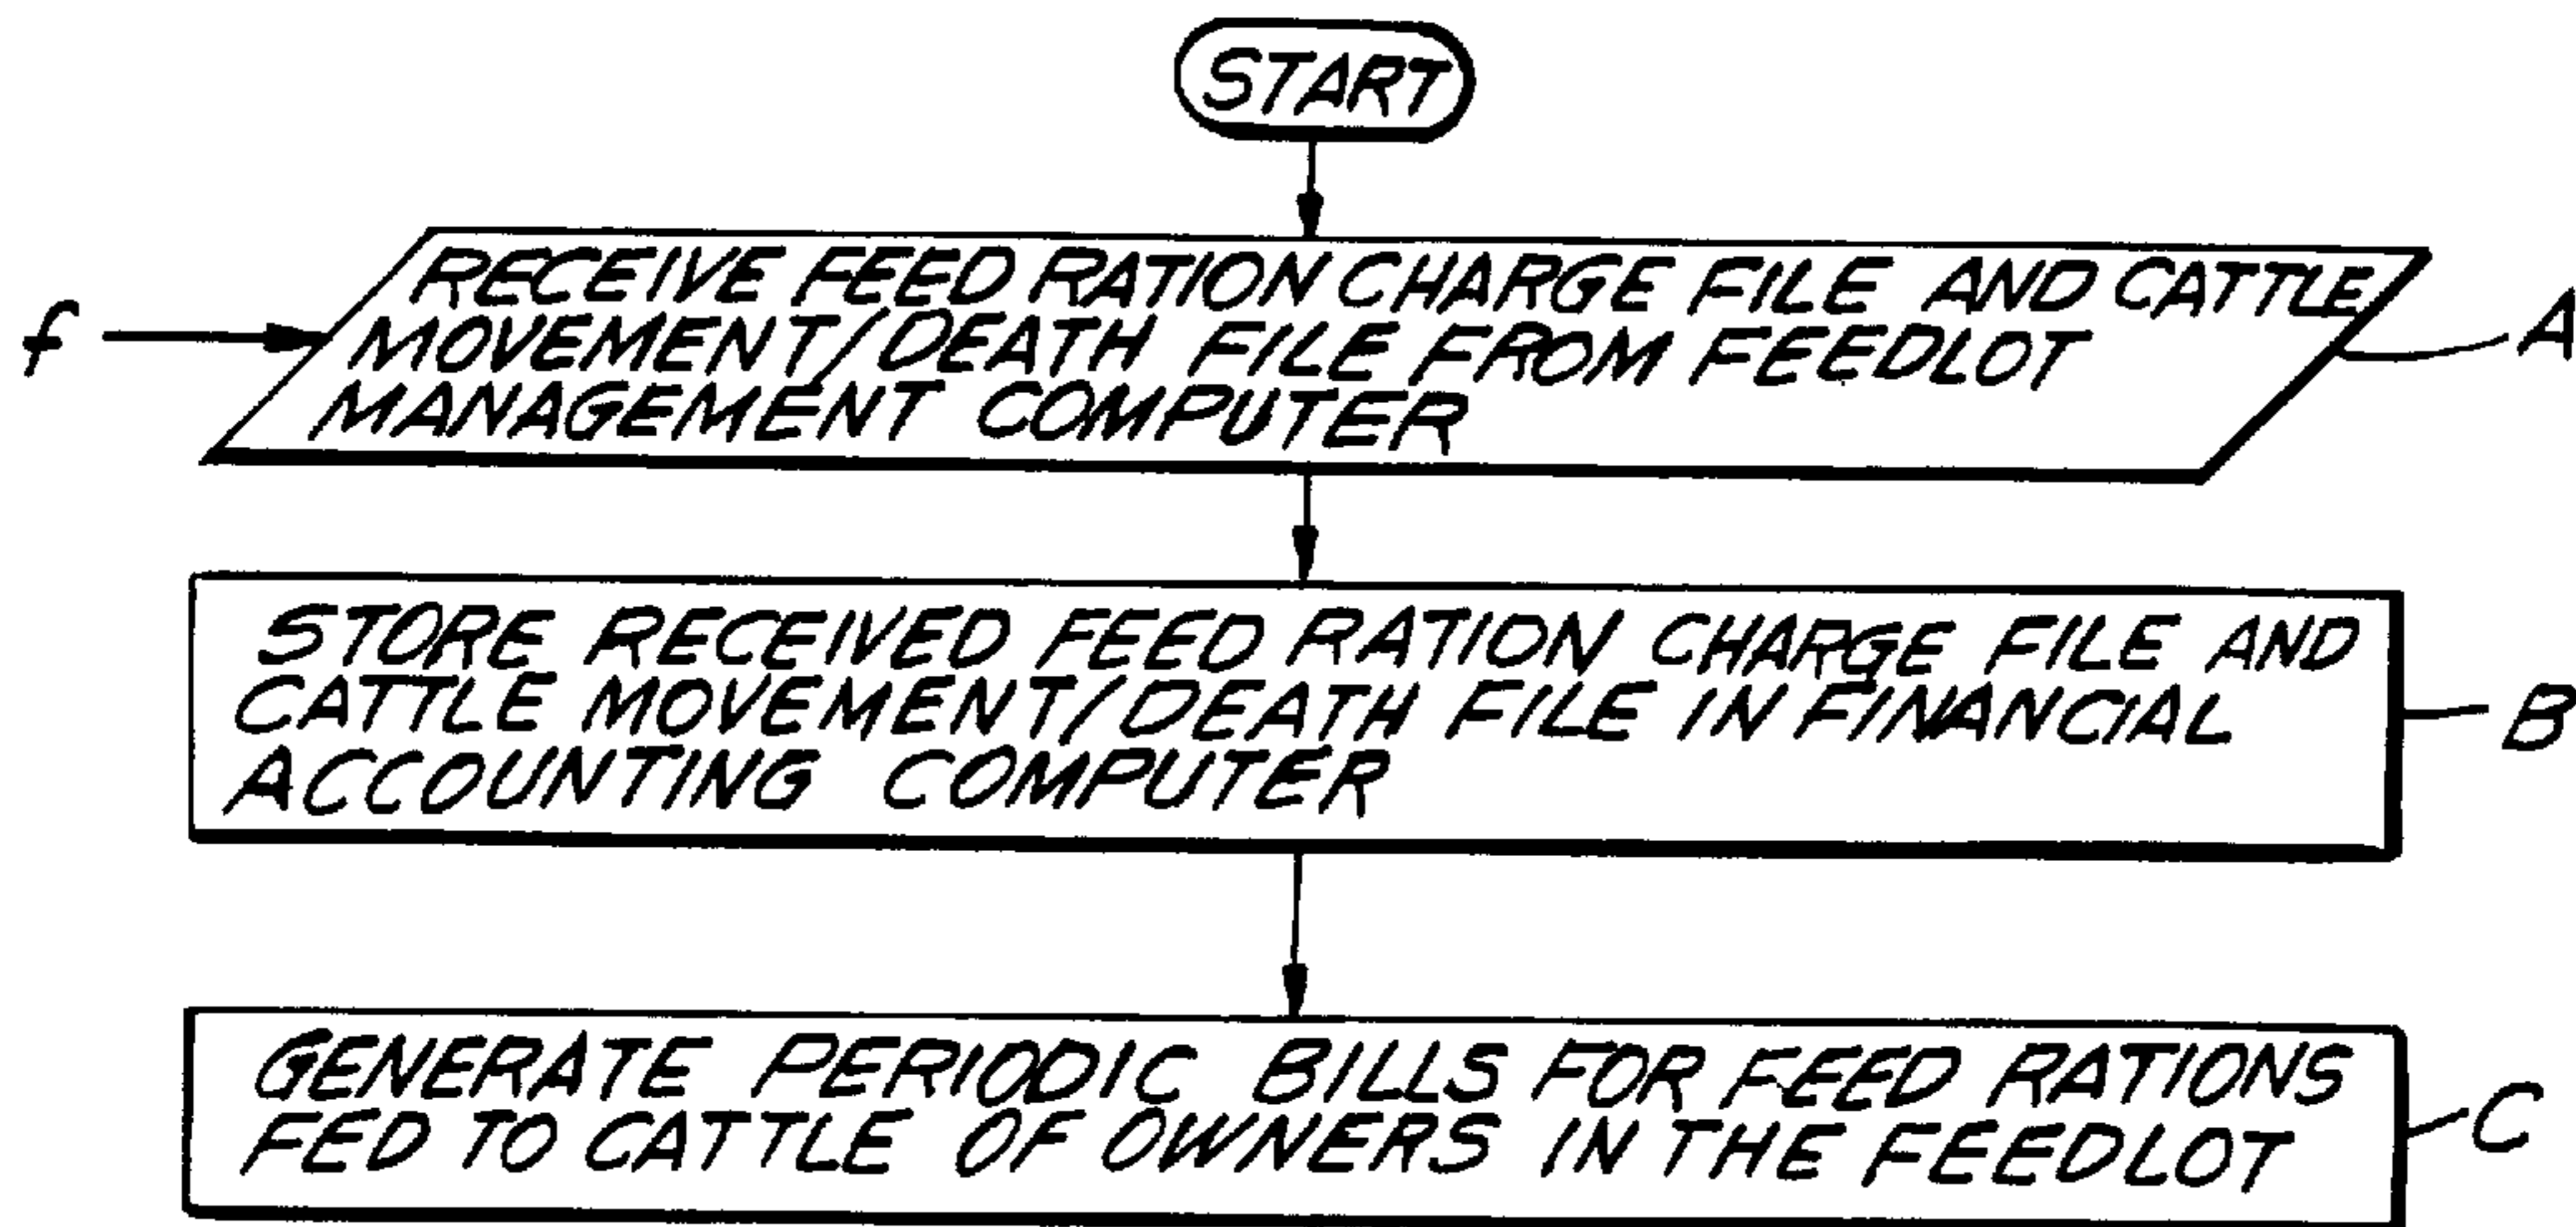 START
f
RECEIVE FEED RATION CHARGE FILE AND CATTLE
MOVEMENT/DEATH FILE FROM FEEDLOT
MANAGEMENT COMPUTER
A
STORE RECEIVED FEED RATION CHARGE FILE AND
CATTLE MOVEMENT/DEATH FILE IN FINANCIAL
ACCOUNTING COMPUTER
B
GENERATE PERIODIC BILLS FOR FEED RATIONS
FED TO CATTLE OF OWNERS IN THE FEEDLOT
C